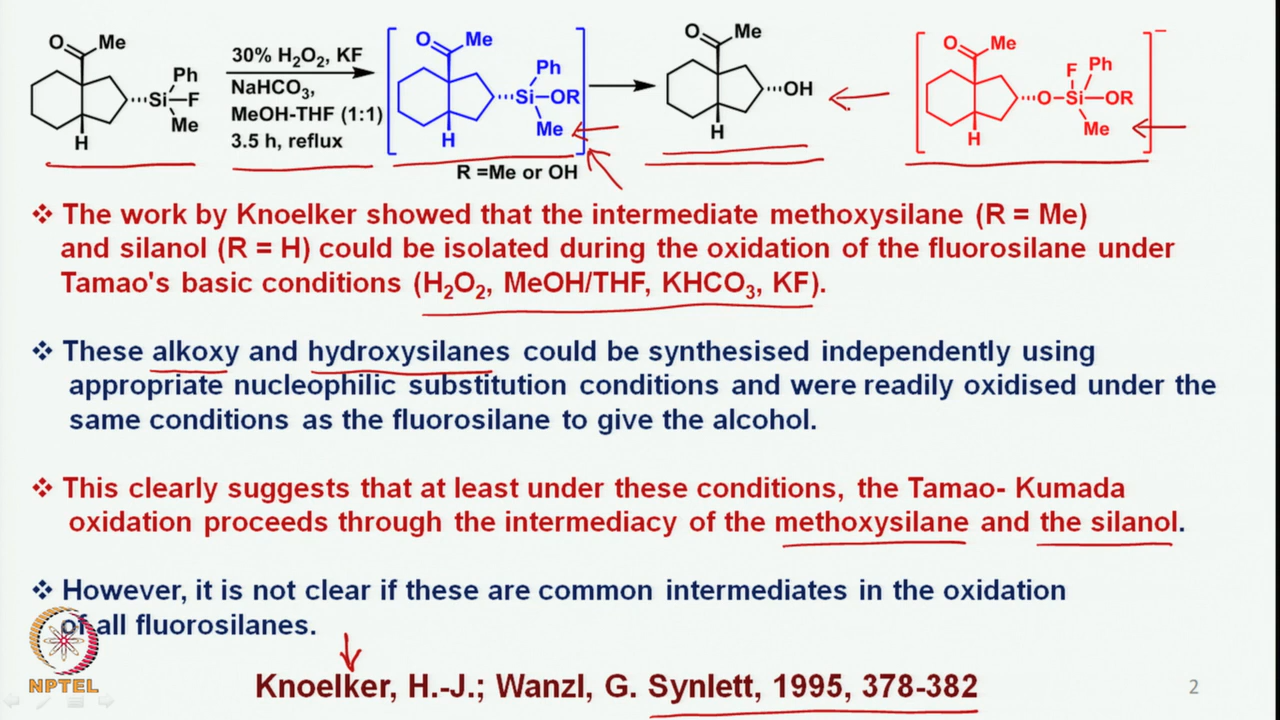 O Me
Ph
Si F
Me
H
30% H₂O₂, KF
NaHCO₃,
MeOH-THF (1:1)
3.5 h, reflux
O Me
Ph
Si OR
Me
H
R =Me or OH
O Me
OH
H
O Me
F Ph
O Si OR
Me
H
–
❖ The work by Knoelker showed that the intermediate methoxysilane (R = Me)
and silanol (R = H) could be isolated during the oxidation of the fluorosilane under
Tamao's basic conditions (H₂O₂, MeOH/THF, KHCO₃, KF).
❖ These alkoxy and hydroxysilanes could be synthesised independently using
appropriate nucleophilic substitution conditions and were readily oxidised under the
same conditions as the fluorosilane to give the alcohol.
❖ This clearly suggests that at least under these conditions, the Tamao- Kumada
oxidation proceeds through the intermediacy of the methoxysilane and the silanol.
❖ However, it is not clear if these are common intermediates in the oxidation
of all fluorosilanes.
Knoelker, H.-J.; Wanzl, G. Synlett, 1995, 378-382
NPTEL
2